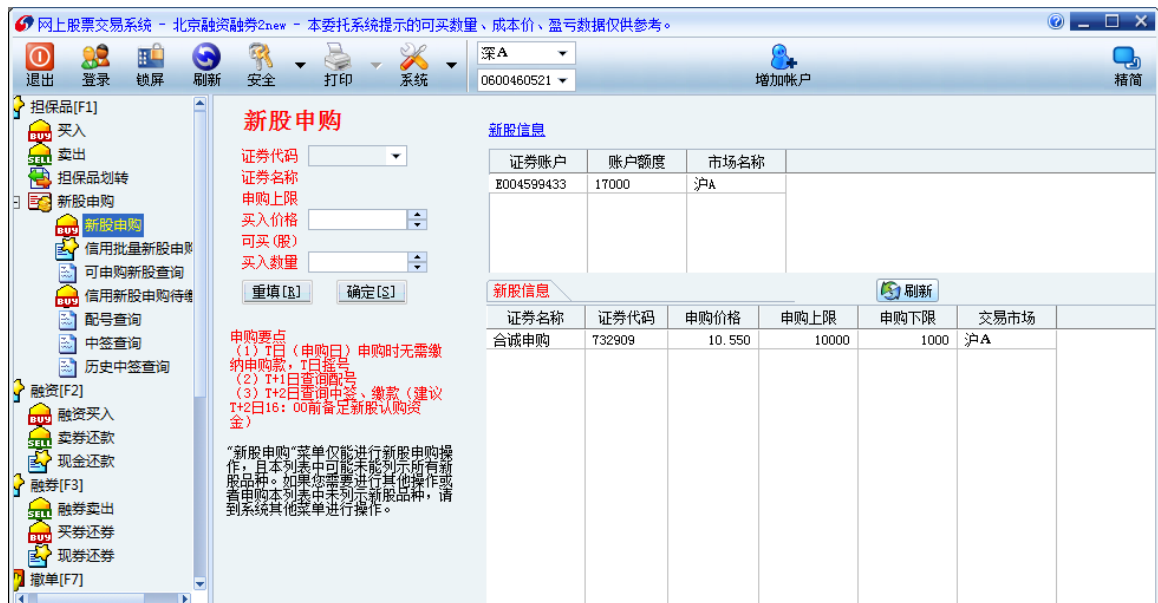 网上股票交易系统 - 北京融资融券2new - 本委托系统提示的可买数量、成本价、盈亏数据仅供参考。
退出 登录 锁屏 刷新 安全 打印 系统 深A 0600460521 增加帐户 精简
担保品[F1]
买入
卖出
担保品划转
新股申购
新股申购
信用批量新股申购
可申购新股查询
信用新股申购待缴
配号查询
中签查询
历史中签查询
融资[F2]
融资买入
卖券还款
现金还款
融券[F3]
融券卖出
买券还券
现券还券
撤单[F7]
新股申购
证券代码
证券名称
申购上限
买入价格
可买(股)
买入数量
重填[R] 确定[S]
申购要点
(1)T日(申购日)申购时无需缴
纳申购款,T日摇号
(2)T+1日查询配号
(3)T+2日查询中签、缴款(建议
T+2日16:00前备足新股认购资
金)
"新股申购"菜单仅能进行新股申购操
作,且本列表中可能未能列示所有新
股品种。如果您需要进行其他操作或
者申购本列表中未列示新股品种,请
到系统其他菜单进行操作。
新股信息
证券账户 账户额度 市场名称
E004599433 17000 沪A
新股信息 刷新
证券名称 证券代码 申购价格 申购上限 申购下限 交易市场
合诚申购 732909 10.550 10000 1000 沪A